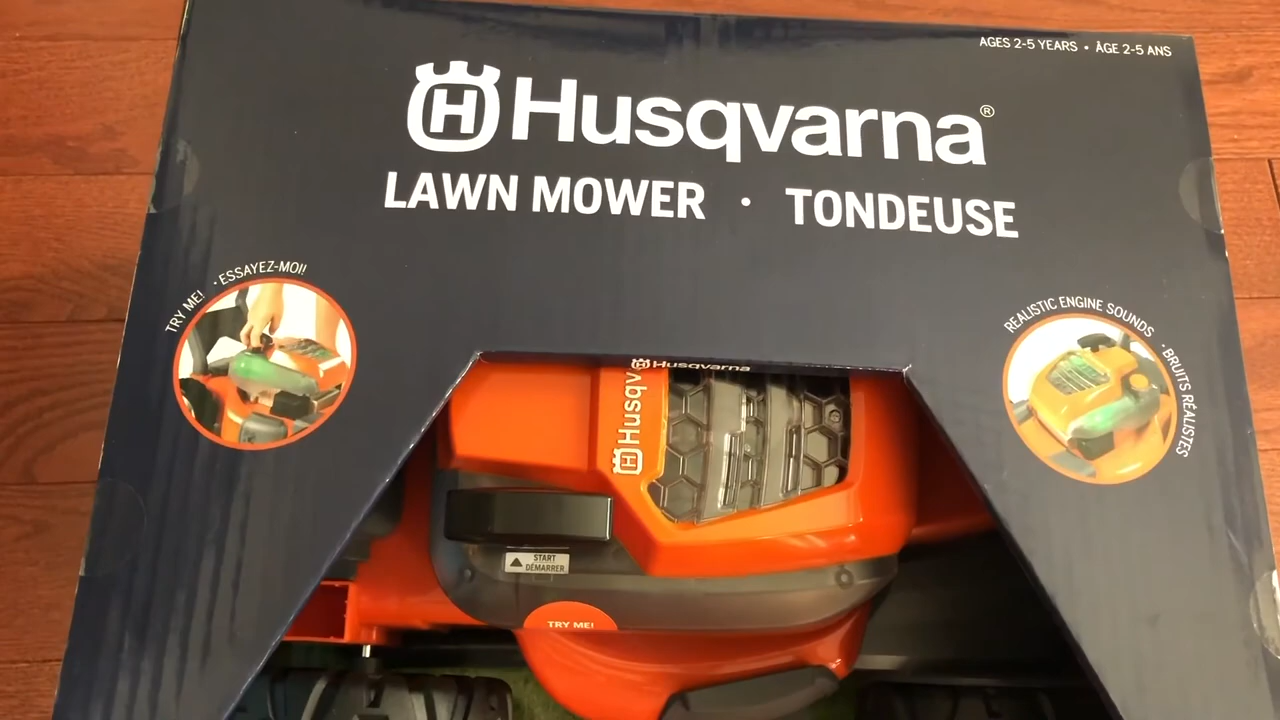 AGES 2-5 YEARS • ÂGE 2-5 ANS
H Husqvarna®
LAWN MOWER • TONDEUSE
TRY ME! • ESSAYEZ-MOI!
REALISTIC ENGINE SOUNDS • BRUITS RÉALISTES
Husqvarna
Husqv
START
DÉMARRER
TRY ME!